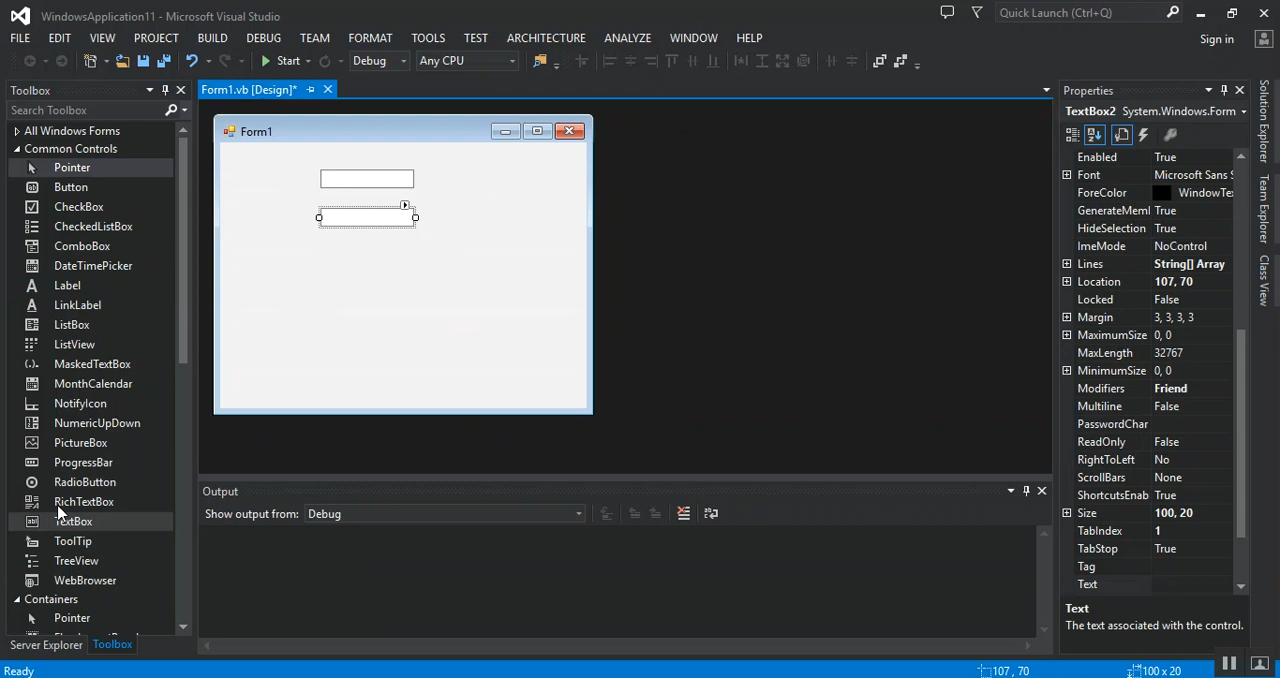 WindowsApplication11 - Microsoft Visual Studio
Quick Launch (Ctrl+Q)
FILE EDIT VIEW PROJECT BUILD DEBUG TEAM FORMAT TOOLS TEST ARCHITECTURE ANALYZE WINDOW HELP
Sign in
Start Debug Any CPU
Toolbox
Search Toolbox
All Windows Forms
Common Controls
Pointer
Button
CheckBox
CheckedListBox
ComboBox
DateTimePicker
Label
LinkLabel
ListBox
ListView
MaskedTextBox
MonthCalendar
NotifyIcon
NumericUpDown
PictureBox
ProgressBar
RadioButton
RichTextBox
TextBox
ToolTip
TreeView
WebBrowser
Containers
Pointer
Server Explorer Toolbox
Form1.vb [Design]*
Form1
Output
Show output from: Debug
Properties
TextBox2 System.Windows.Form
Enabled True
Font Microsoft Sans S
ForeColor WindowTe
GenerateMeml True
HideSelection True
ImeMode NoControl
Lines String[] Array
Location 107, 70
Locked False
Margin 3, 3, 3, 3
MaximumSize 0, 0
MaxLength 32767
MinimumSize 0, 0
Modifiers Friend
Multiline False
PasswordChar
ReadOnly False
RightToLeft No
ScrollBars None
ShortcutsEnab True
Size 100, 20
TabIndex 1
TabStop True
Tag
Text
Text
The text associated with the control.
Solution Explorer
Team Explorer
Class View
Ready
107 , 70
100 x 20